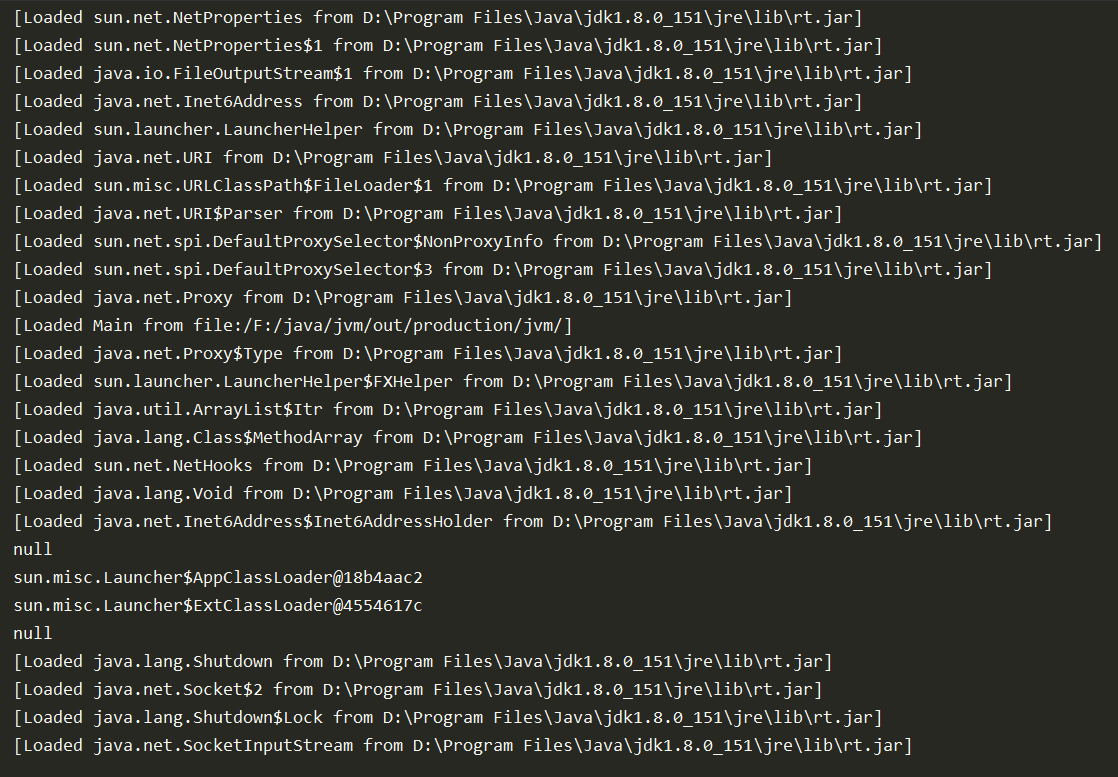 [Loaded sun.net.NetProperties from D:\Program Files\Java\jdk1.8.0_151\jre\lib\rt.jar]
[Loaded sun.net.NetProperties$1 from D:\Program Files\Java\jdk1.8.0_151\jre\lib\rt.jar]
[Loaded java.io.FileOutputStream$1 from D:\Program Files\Java\jdk1.8.0_151\jre\lib\rt.jar]
[Loaded java.net.Inet6Address from D:\Program Files\Java\jdk1.8.0_151\jre\lib\rt.jar]
[Loaded sun.launcher.LauncherHelper from D:\Program Files\Java\jdk1.8.0_151\jre\lib\rt.jar]
[Loaded java.net.URI from D:\Program Files\Java\jdk1.8.0_151\jre\lib\rt.jar]
[Loaded sun.misc.URLClassPath$FileLoader$1 from D:\Program Files\Java\jdk1.8.0_151\jre\lib\rt.jar]
[Loaded java.net.URI$Parser from D:\Program Files\Java\jdk1.8.0_151\jre\lib\rt.jar]
[Loaded sun.net.spi.DefaultProxySelector$NonProxyInfo from D:\Program Files\Java\jdk1.8.0_151\jre\lib\rt.jar]
[Loaded sun.net.spi.DefaultProxySelector$3 from D:\Program Files\Java\jdk1.8.0_151\jre\lib\rt.jar]
[Loaded java.net.Proxy from D:\Program Files\Java\jdk1.8.0_151\jre\lib\rt.jar]
[Loaded Main from file:/F:/java/jvm/out/production/jvm/]
[Loaded java.net.Proxy$Type from D:\Program Files\Java\jdk1.8.0_151\jre\lib\rt.jar]
[Loaded sun.launcher.LauncherHelper$FXHelper from D:\Program Files\Java\jdk1.8.0_151\jre\lib\rt.jar]
[Loaded java.util.ArrayList$Itr from D:\Program Files\Java\jdk1.8.0_151\jre\lib\rt.jar]
[Loaded java.lang.Class$MethodArray from D:\Program Files\Java\jdk1.8.0_151\jre\lib\rt.jar]
[Loaded sun.net.NetHooks from D:\Program Files\Java\jdk1.8.0_151\jre\lib\rt.jar]
[Loaded java.lang.Void from D:\Program Files\Java\jdk1.8.0_151\jre\lib\rt.jar]
[Loaded java.net.Inet6Address$Inet6AddressHolder from D:\Program Files\Java\jdk1.8.0_151\jre\lib\rt.jar]
null
sun.misc.Launcher$AppClassLoader@18b4aac2
sun.misc.Launcher$ExtClassLoader@4554617c
null
[Loaded java.lang.Shutdown from D:\Program Files\Java\jdk1.8.0_151\jre\lib\rt.jar]
[Loaded java.net.Socket$2 from D:\Program Files\Java\jdk1.8.0_151\jre\lib\rt.jar]
[Loaded java.lang.Shutdown$Lock from D:\Program Files\Java\jdk1.8.0_151\jre\lib\rt.jar]
[Loaded java.net.SocketInputStream from D:\Program Files\Java\jdk1.8.0_151\jre\lib\rt.jar]